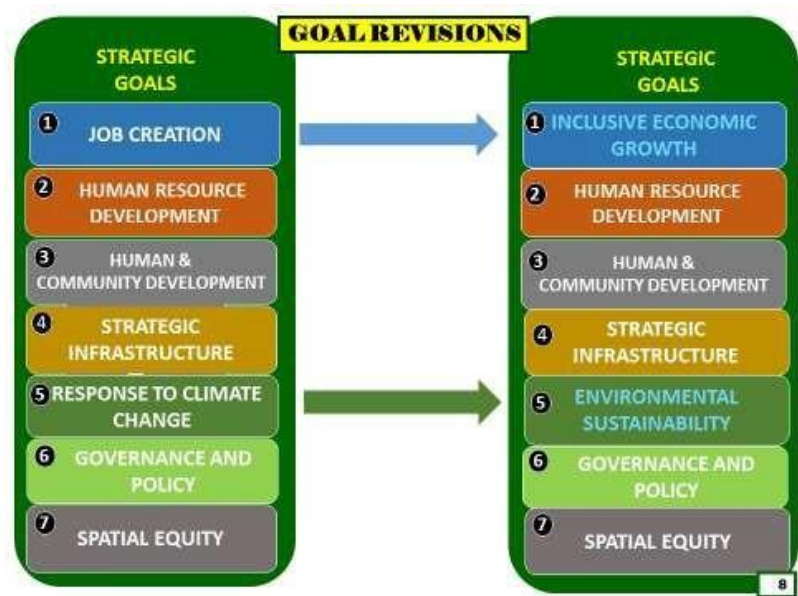 GOAL REVISIONS
STRATEGIC
GOALS
1
JOB CREATION
2
HUMAN RESOURCE
DEVELOPMENT
3
HUMAN &
COMMUNITY DEVELOPMENT
4
STRATEGIC
INFRASTRUCTURE
5
RESPONSE TO CLIMATE
CHANGE
6
GOVERNANCE AND
POLICY
7
SPATIAL EQUITY
STRATEGIC
GOALS
1
INCLUSIVE ECONOMIC
GROWTH
2
HUMAN RESOURCE
DEVELOPMENT
3
HUMAN &
COMMUNITY DEVELOPMENT
4
STRATEGIC
INFRASTRUCTURE
5
ENVIRONMENTAL
SUSTAINABILITY
6
GOVERNANCE AND
POLICY
7
SPATIAL EQUITY
8